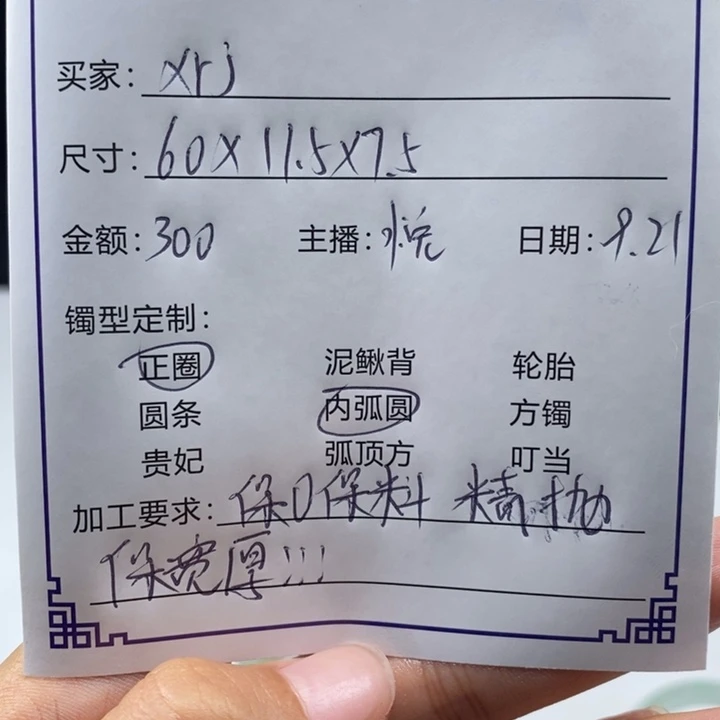 买家: xrj
尺寸: 60x11.5x7.5
金额: 300 主播: 悦 日期: 9.21
镯型定制:
正圈 泥鳅背 轮胎
圆条 内弧圆 方镯
贵妃 弧顶方 叮当
加工要求: 保口保料 精抛
保宽厚!!!